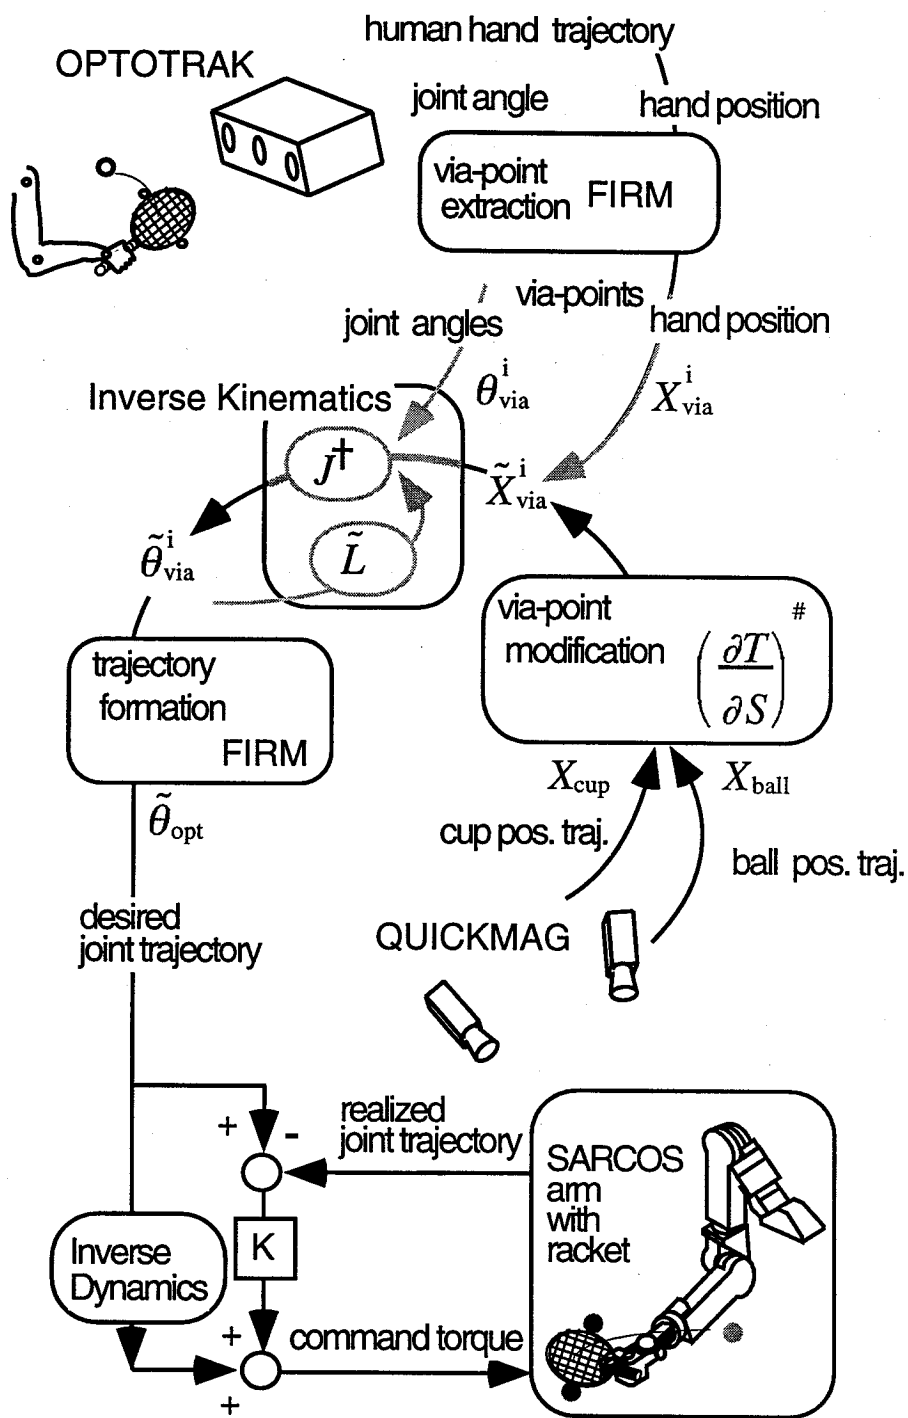 human hand trajectory
OPTOTRAK
joint angle
hand position
via-point
extraction FIRM
via-points
joint angles
hand position
θ^i_via
X^i_via
Inverse Kinematics
J†
X̃^i_via
L̃
θ̃^i_via
via-point #
modification (∂T/∂S)
trajectory
formation
FIRM
X_cup X_ball
θ̃_opt
cup pos. traj.
ball pos. traj.
desired
joint trajectory
QUICKMAG
realized
joint trajectory
+ -
SARCOS
arm
with
racket
K
Inverse
Dynamics
+
command torque
+